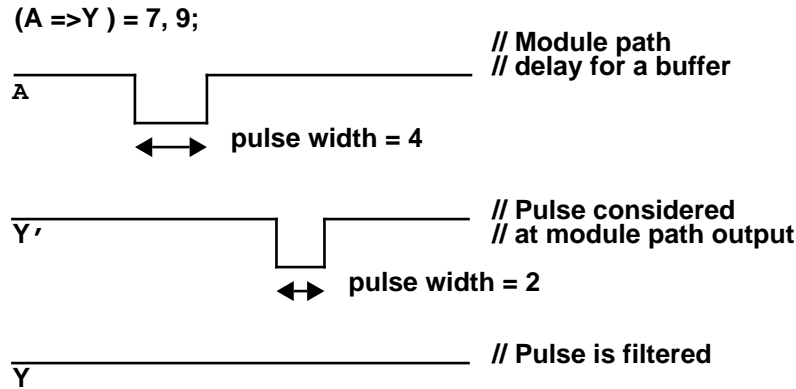 (A =>Y ) = 7, 9;
// Module path
// delay for a buffer
A
pulse width = 4
// Pulse considered
// at module path output
Y′
pulse width = 2
// Pulse is filtered
Y